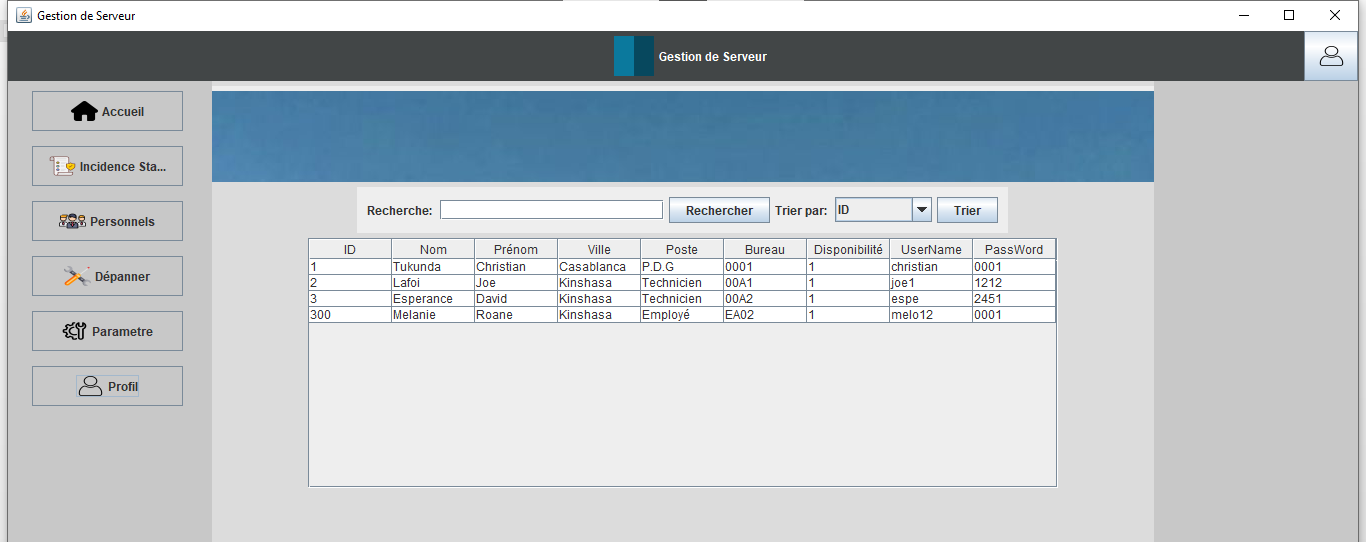 Gestion de Serveur
Gestion de Serveur
Accueil
Incidence Sta...
Personnels
Dépanner
Parametre
Profil
Recherche: Rechercher Trier par: ID Trier
ID Nom Prénom Ville Poste Bureau Disponibilité UserName PassWord
1 Tukunda Christian Casablanca P.D.G 0001 1 christian 0001
2 Lafoi Joe Kinshasa Technicien 00A1 1 joe1 1212
3 Esperance David Kinshasa Technicien 00A2 1 espe 2451
300 Melanie Roane Kinshasa Employé EA02 1 melo12 0001